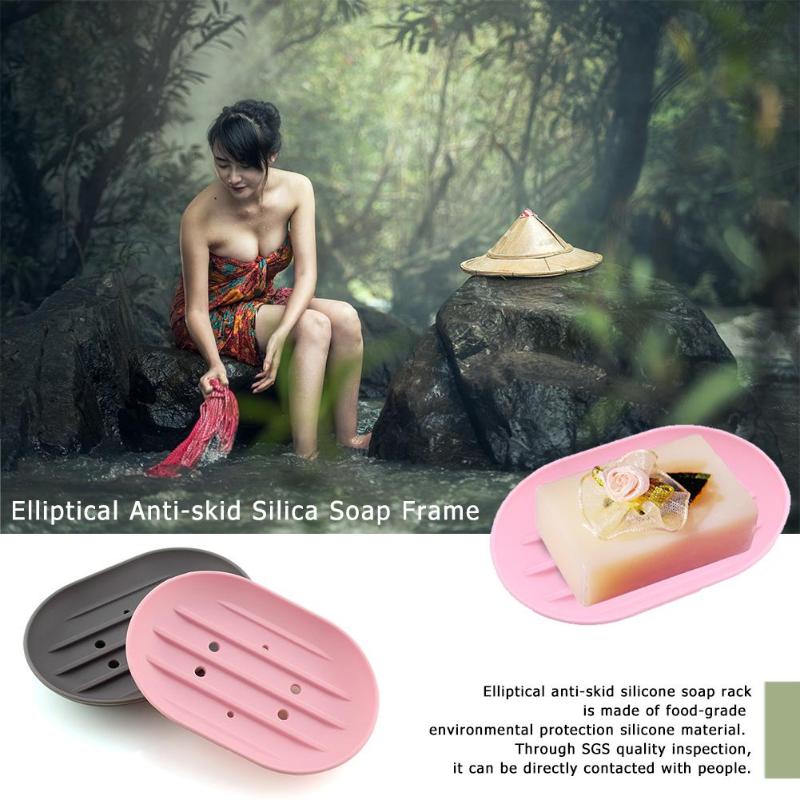 Elliptical Anti-skid Silica Soap Frame
Elliptical anti-skid silicone soap rack
is made of food-grade
environmental protection silicone material.
Through SGS quality inspection,
it can be directly contacted with people.